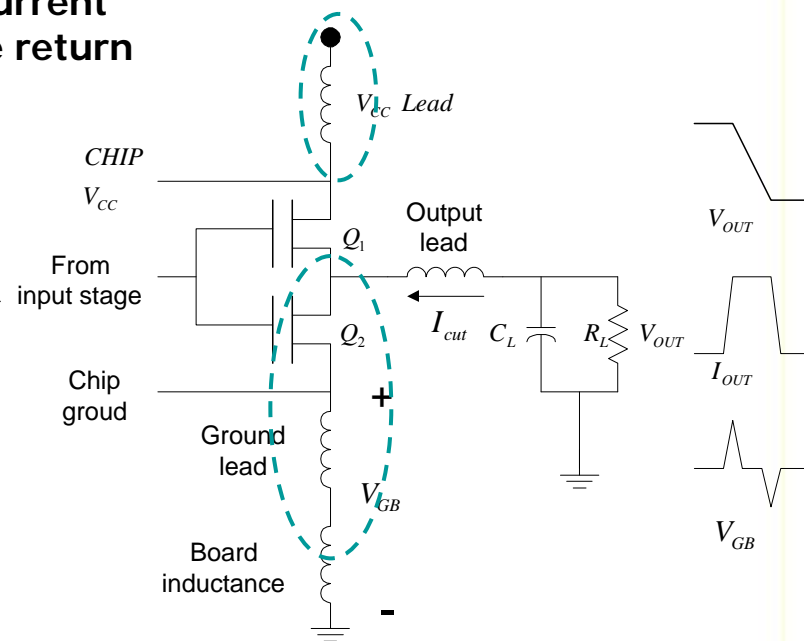 urrent
e return
V_CC Lead
CHIP
V_CC
Output
lead
V_OUT
Q_1
From
input stage
I_cut
C_L
R_L
V_OUT
Q_2
I_OUT
Chip
groud
+
Ground
lead
V_GB
V_GB
Board
inductance
-